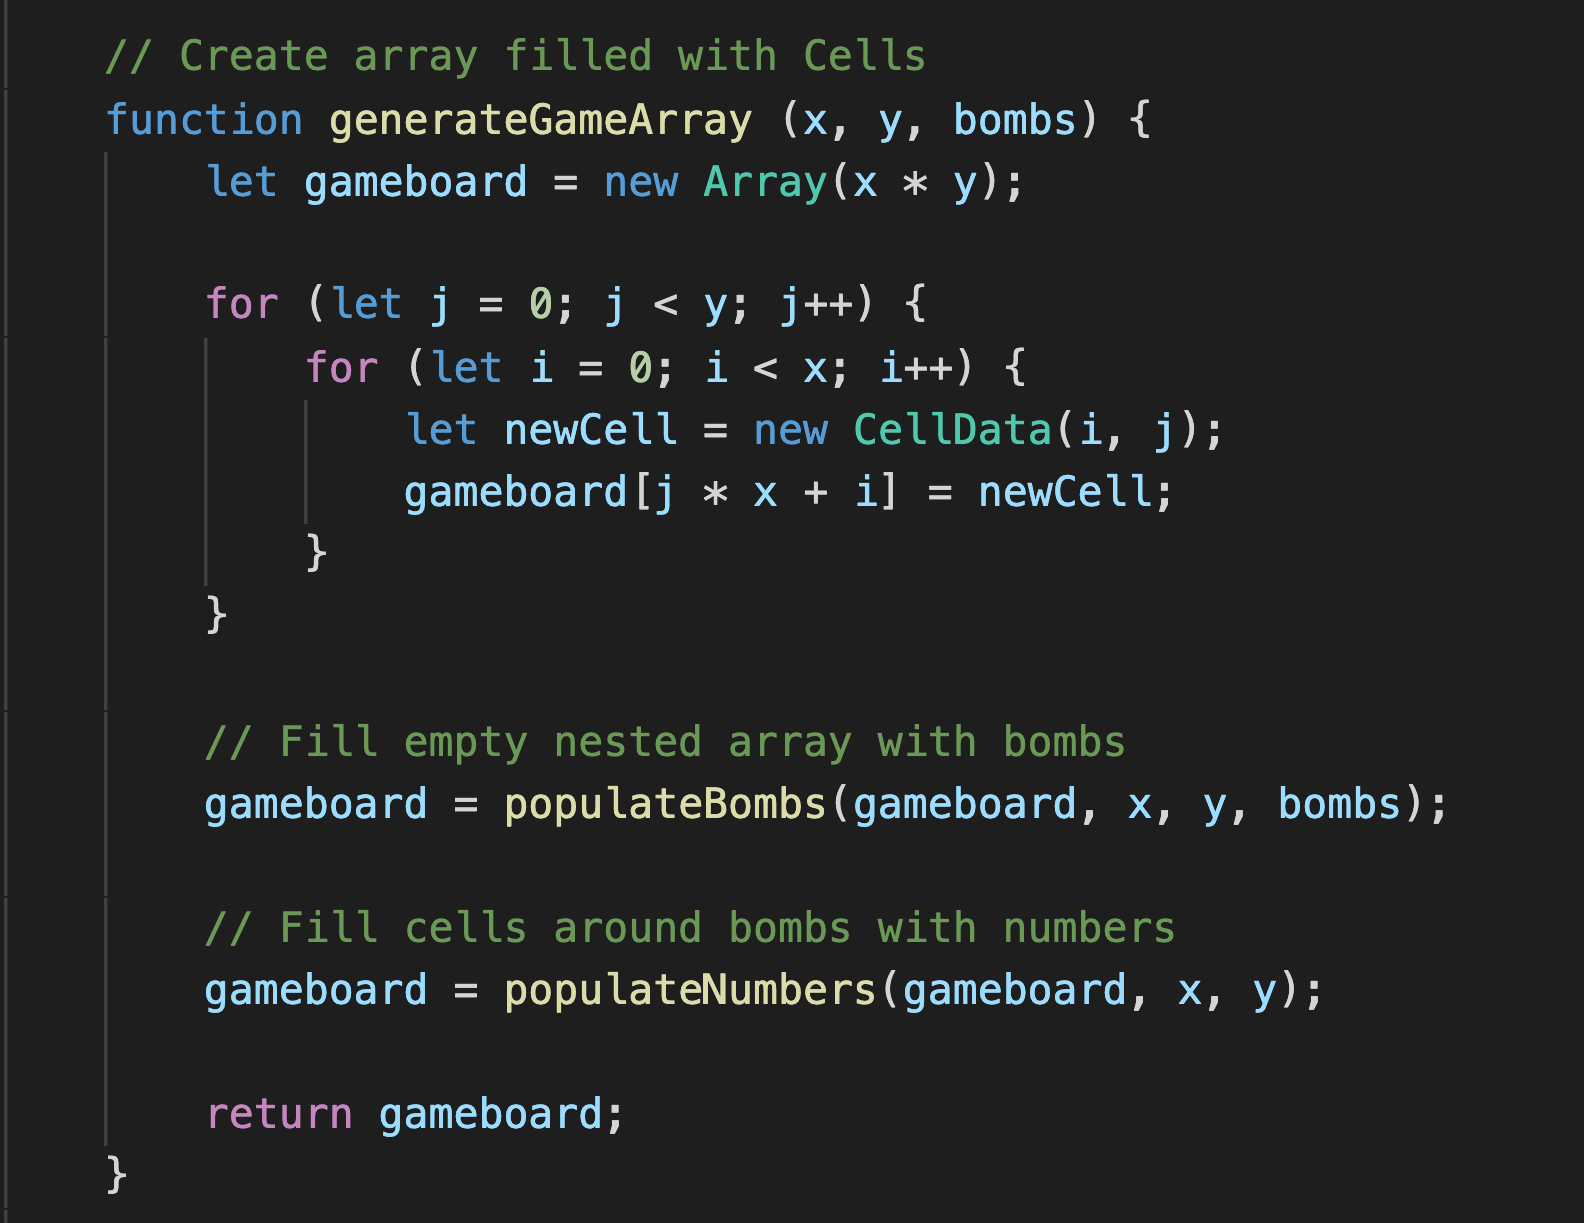 // Create array filled with Cells
function generateGameArray (x, y, bombs) {
let gameboard = new Array(x * y);
for (let j = 0; j < y; j++) {
for (let i = 0; i < x; i++) {
let newCell = new CellData(i, j);
gameboard[j * x + i] = newCell;
}
}
// Fill empty nested array with bombs
gameboard = populateBombs(gameboard, x, y, bombs);
// Fill cells around bombs with numbers
gameboard = populateNumbers(gameboard, x, y);
return gameboard;
}